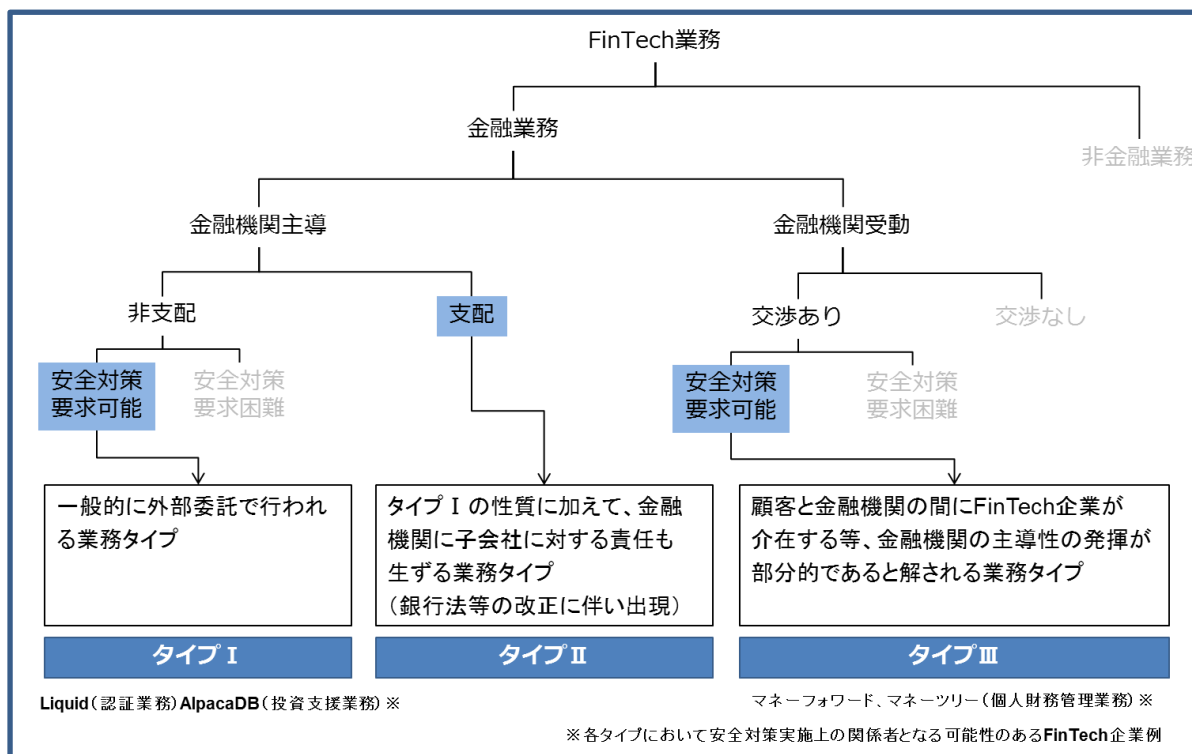 FinTech業務
金融業務
非金融業務
金融機関主導
金融機関受動
非支配
支配
交渉あり
交渉なし
安全対策
要求可能
安全対策
要求困難
安全対策
要求可能
安全対策
要求困難
一般的に外部委託で行われ
る業務タイプ
タイプⅠの性質に加えて、金融
機関に子会社に対する責任も
生ずる業務タイプ
(銀行法等の改正に伴い出現)
顧客と金融機関の間にFinTech企業が
介在する等、金融機関の主導性の発揮が
部分的であると解される業務タイプ
タイプⅠ
タイプⅡ
タイプⅢ
Liquid(認証業務)AlpacaDB(投資支援業務)※
マネーフォワード、マネーツリー(個人財務管理業務)※
※各タイプにおいて安全対策実施上の関係者となる可能性のあるFinTech企業例